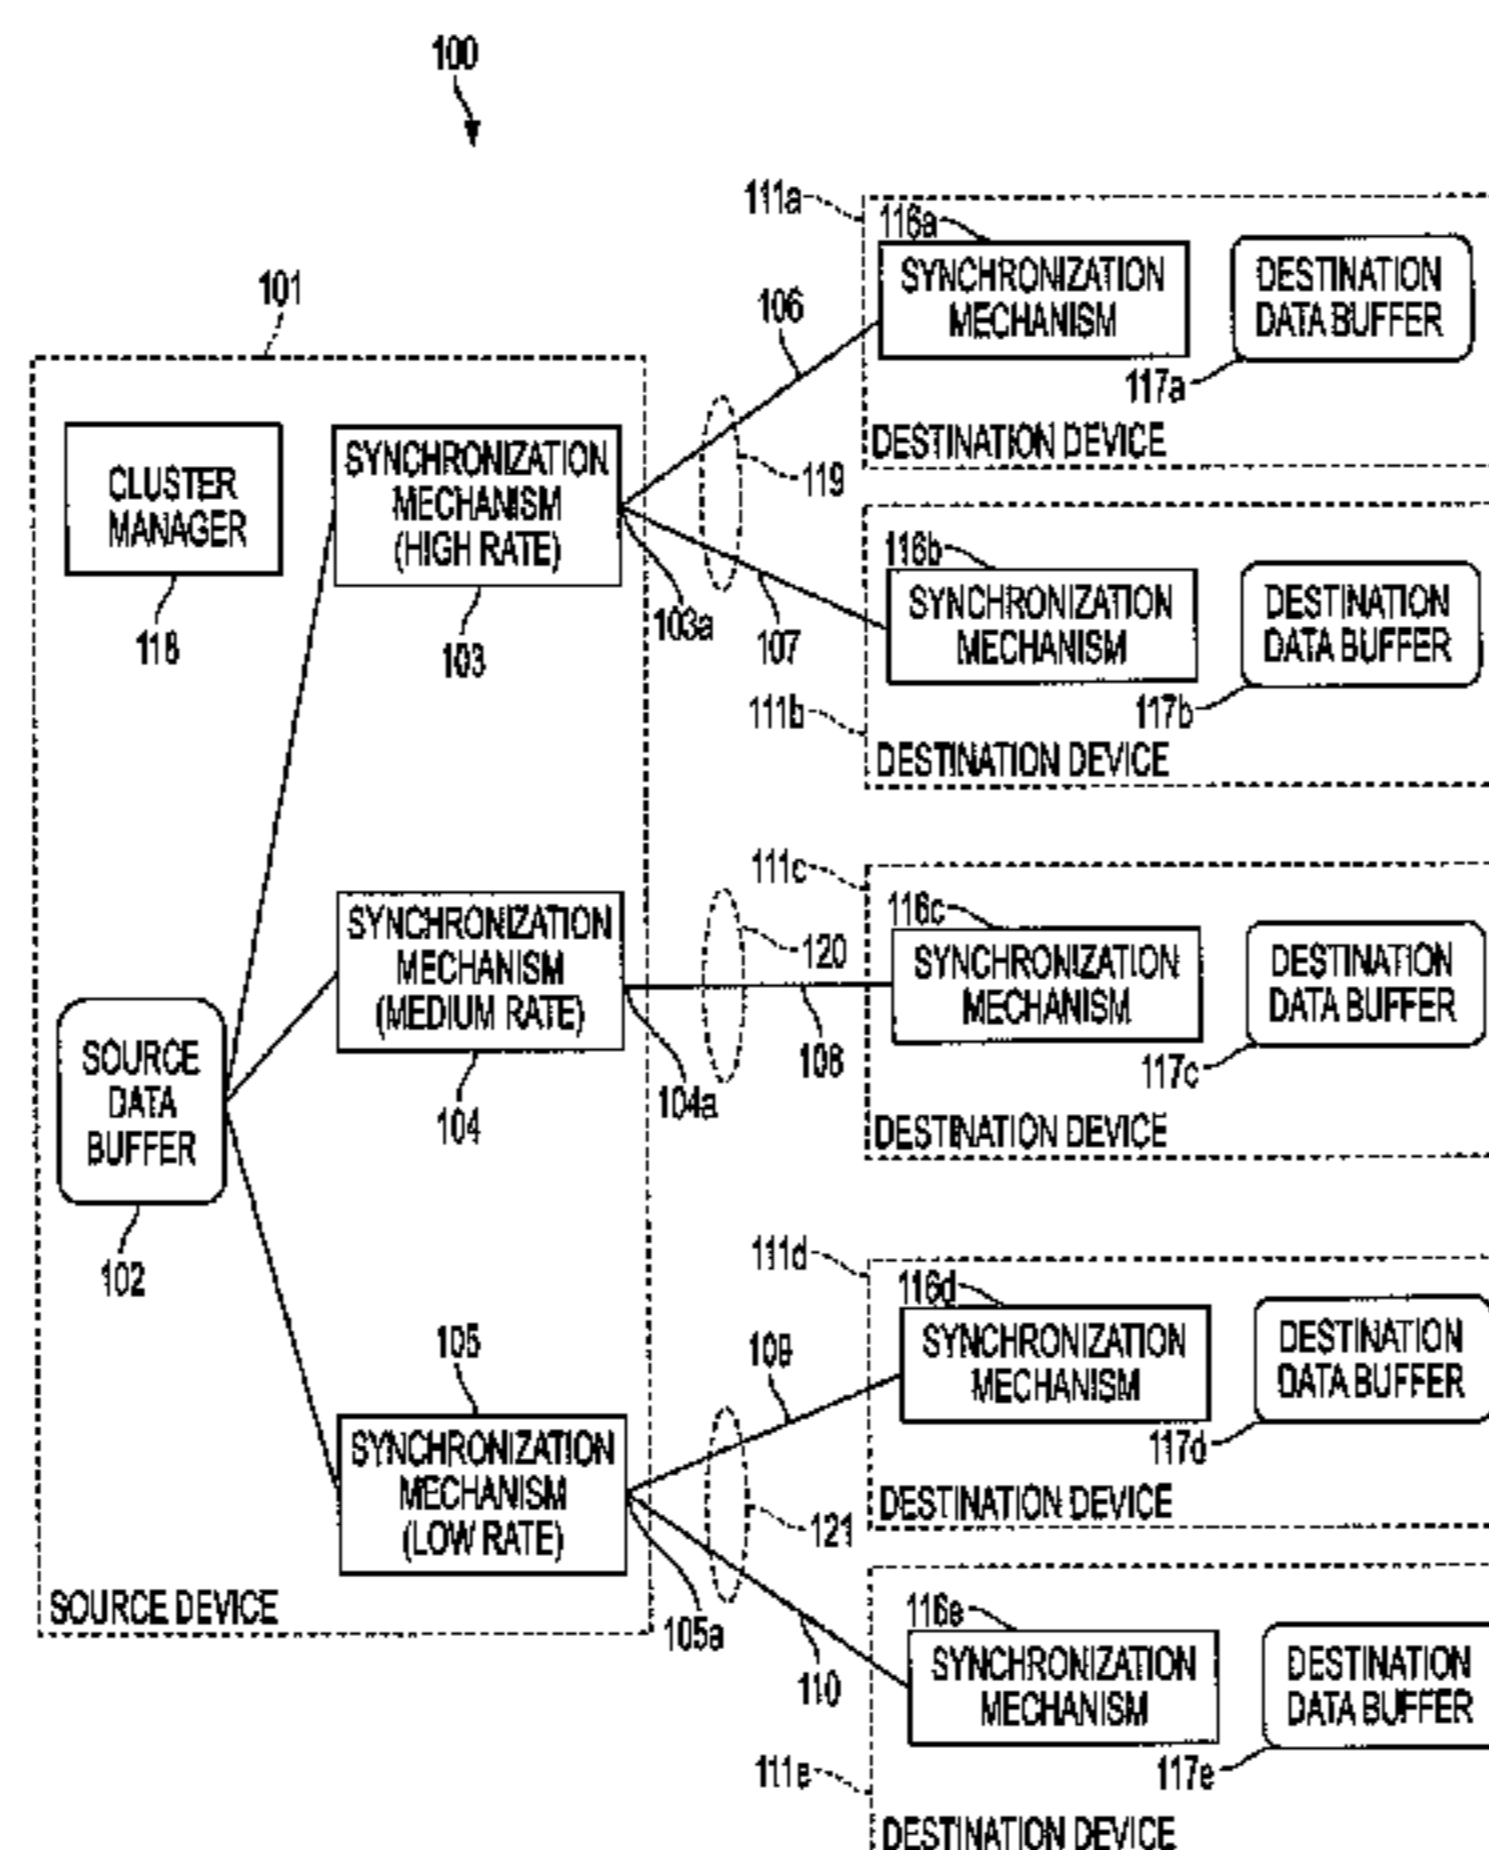 100
101
CLUSTER
MANAGER
118
SYNCHRONIZATION
MECHANISM
(HIGH RATE)
103
103a
SYNCHRONIZATION
MECHANISM
(MEDIUM RATE)
104
104a
SOURCE
DATA
BUFFER
102
105
SYNCHRONIZATION
MECHANISM
(LOW RATE)
105a
SOURCE DEVICE
106
119
107
120
108
109
121
110
111a
116a
SYNCHRONIZATION
MECHANISM
DESTINATION
DATA BUFFER
117a
DESTINATION DEVICE
116b
SYNCHRONIZATION
MECHANISM
DESTINATION
DATA BUFFER
111b
117b
DESTINATION DEVICE
111c
116c
SYNCHRONIZATION
MECHANISM
DESTINATION
DATA BUFFER
117c
DESTINATION DEVICE
111d
116d
SYNCHRONIZATION
MECHANISM
DESTINATION
DATA BUFFER
117d
DESTINATION DEVICE
116e
SYNCHRONIZATION
MECHANISM
DESTINATION
DATA BUFFER
111e
117e
DESTINATION DEVICE